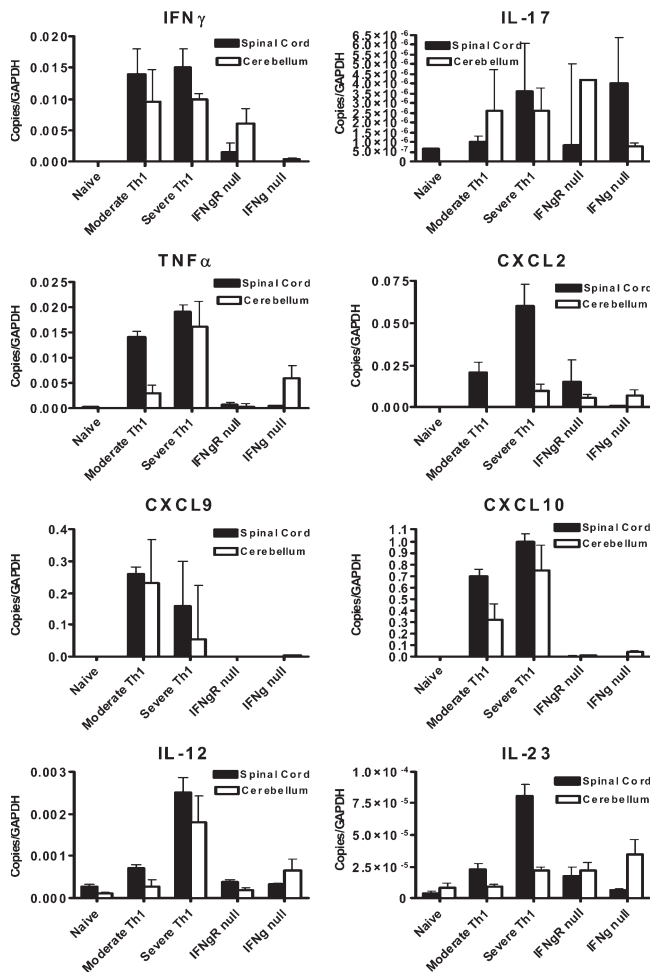 IFNγ
Copies/GAPDH
0.020
0.015
0.010
0.005
0.000
Spinal Cord
Cerebellum
Naive
Moderate Th1
Severe Th1
IFNgR null
IFNg null
IL-17
Copies/GAPDH
6.5×10⁻⁶
6.0×10⁻⁶
5.5×10⁻⁶
5.0×10⁻⁶
4.5×10⁻⁶
4.0×10⁻⁶
3.5×10⁻⁶
3.0×10⁻⁶
2.5×10⁻⁶
2.0×10⁻⁶
1.5×10⁻⁶
1.0×10⁻⁶
5.0×10⁻⁷
0
Spinal Cord
Cerebellum
Naive
Moderate Th1
Severe Th1
IFNgR null
IFNg null
TNFα
Copies/GAPDH
0.025
0.020
0.015
0.010
0.005
0.000
Spinal Cord
Cerebellum
Naive
Moderate Th1
Severe Th1
IFNgR null
IFNg null
CXCL2
Copies/GAPDH
0.075
0.050
0.025
0.000
Spinal Cord
Cerebellum
Naive
Moderate Th1
Severe Th1
IFNgR null
IFNg null
CXCL9
Copies/GAPDH
0.4
0.3
0.2
0.1
0.0
Spinal Cord
Cerebellum
Naive
Moderate Th1
Severe Th1
IFNgR null
IFNg null
CXCL10
Copies/GAPDH
1.1
1.0
0.9
0.8
0.7
0.6
0.5
0.4
0.3
0.2
0.1
0.0
Spinal Cord
Cerebellum
Naive
Moderate Th1
Severe Th1
IFNgR null
IFNg null
IL-12
Copies/GAPDH
0.003
0.002
0.001
0.000
Spinal Cord
Cerebellum
Naive
Moderate Th1
Severe Th1
IFNgR null
IFNg null
IL-23
Copies/GAPDH
1.0×10⁻⁴
7.5×10⁻⁵
5.0×10⁻⁵
2.5×10⁻⁵
0
Spinal Cord
Cerebellum
Naive
Moderate Th1
Severe Th1
IFNgR null
IFNg null